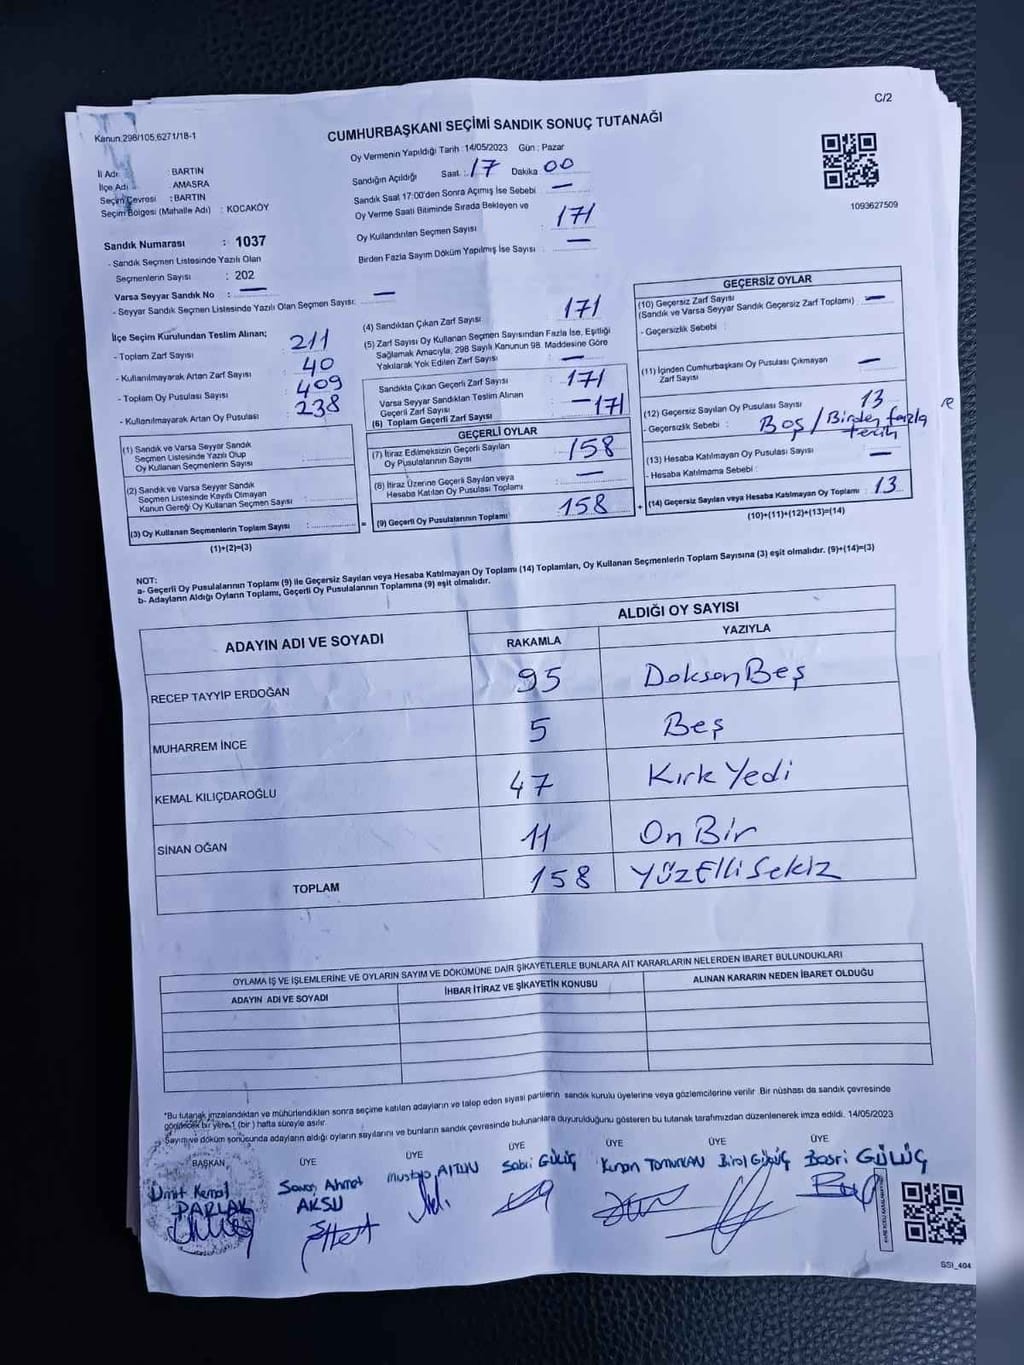 C/2
Kanun:298/105,6271/18-1
CUMHURBAŞKANI SEÇİMİ SANDIK SONUÇ TUTANAĞI
Oy Vermenin Yapıldığı Tarih :14/05/2023 Gün : Pazar
İl Adı : BARTIN
İlçe Adı : AMASRA
Seçim Çevresi : BARTIN
Seçim Bölgesi (Mahalle Adı) : KOCAKÖY
Sandığın Açıldığı Saat : 17 Dakika 00
Sandık Saat 17:00'den Sonra Açımış İse Sebebi : —
Oy Verme Saati Bitiminde Sırada Bekleyen ve
Oy Kullandırılan Seçmen Sayısı : 171
Birden Fazla Sayım Döküm Yapılmış İse Sayısı : —
1093627509
Sandık Numarası : 1037
- Sandık Seçmen Listesinde Yazılı Olan
Seçmenlerin Sayısı : 202
Varsa Seyyar Sandık No : —
- Seyyar Sandık Seçmen Listesinde Yazılı Olan Seçmen Sayısı: —
İlçe Seçim Kurulundan Teslim Alınan;
- Toplam Zarf Sayısı : 211
- Kullanılmayarak Artan Zarf Sayısı : 40
- Toplam Oy Pusulası Sayısı : 409
- Kullanılmayarak Artan Oy Pusulası : 238
(1) Sandık ve Varsa Seyyar Sandık
Seçmen Listesinde Yazılı Olup
Oy Kullanan Seçmenlerin Sayısı :
(2) Sandık ve Varsa Seyyar Sandık
Seçmen Listesinde Kayıtlı Olmayan
Kanun Gereği Oy Kullanan Seçmen Sayısı :
(3) Oy Kullanan Seçmenlerin Toplam Sayısı :
(1)+(2)=(3)
(4) Sandıktan Çıkan Zarf Sayısı : 171
(5) Zarf Sayısı Oy Kullanan Seçmen Sayısından Fazla İse, Eşitliği
Sağlamak Amacıyla, 298 Sayılı Kanunun 98. Maddesine Göre
Yakılarak Yok Edilen Zarf Sayısı : —
Sandıkta Çıkan Geçerli Zarf Sayısı : 171
Varsa Seyyar Sandıktan Teslim Alınan
Geçerli Zarf Sayısı : —
(6) Toplam Geçerli Zarf Sayısı : 171
GEÇERLİ OYLAR
(7) İtiraz Edilmeksizin Geçerli Sayılan
Oy Pusulalarının Sayısı : 158
(8) İtiraz Üzerine Geçerli Sayılan veya
Hesaba Katılan Oy Pusulası Toplamı : —
= (9) Geçerli Oy Pusulalarının Toplamı : 158
GEÇERSİZ OYLAR
(10) Geçersiz Zarf Sayısı
(Sandık ve Varsa Seyyar Sandık Geçersiz Zarf Toplamı) : —
- Geçersizlik Sebebi :
(11) İçinden Cumhurbaşkanı Oy Pusulası Çıkmayan
Zarf Sayısı : —
(12) Geçersiz Sayılan Oy Pusulası Sayısı : 13
- Geçersizlik Sebebi : Boş / Birden fazla
tercih
(13) Hesaba Katılmayan Oy Pusulası Sayısı : —
- Hesaba Katılmama Sebebi :
+ (14) Geçersiz Sayılan veya Hesaba Katılmayan Oy Toplamı : 13
(10)+(11)+(12)+(13)=(14)
NOT:
a- Geçerli Oy Pusulalarının Toplamı (9) ile Geçersiz Sayılan veya Hesaba Katılmayan Oy Toplamı (14) Toplamları, Oy Kullanan Seçmenlerin Toplam Sayısına (3) eşit olmalıdır. (9)+(14)=(3)
b- Adayların Aldığı Oyların Toplamı, Geçerli Oy Pusulalarının Toplamına (9) eşit olmalıdır.
ADAYIN ADI VE SOYADI
ALDIĞI OY SAYISI
RAKAMLA YAZIYLA
RECEP TAYYİP ERDOĞAN 95 Doksan Beş
MUHARREM İNCE 5 Beş
KEMAL KILIÇDAROĞLU 47 Kırk Yedi
SİNAN OĞAN 11 On Bir
TOPLAM 158 YÜzElliSekiz
OYLAMA İŞ VE İŞLEMLERİNE VE OYLARIN SAYIM VE DÖKÜMÜNE DAİR ŞİKAYETLERLE BUNLARA AİT KARARLARIN NELERDEN İBARET BULUNDUKLARI
ADAYIN ADI VE SOYADI İHBAR İTİRAZ VE ŞİKAYETİN KONUSU ALINAN KARARIN NEDEN İBARET OLDUĞU
*Bu tutanak imzalandıktan ve mühürlendikten sonra seçime katılan adayların ve talep eden siyasi partilerin sandık kurulu üyelerine veya gözlemcilerine verilir. Bir nüshası da sandık çevresinde
görülecek bir yere 1 (bir) hafta süreyle asılır.
Sayım ve döküm sonucunda adayların aldığı oyların sayılarını ve bunların sandık çevresinde bulunanlara duyurulduğunu gösteren bu tutanak tarafımızdan düzenlenerek imza edildi. 14/05/2023
BAŞKAN ÜYE ÜYE ÜYE ÜYE ÜYE ÜYE
Ümit Kemal PARLAK
Savaş Ahmet AKSU
Mustafa ALTUN
Sabri GÜLÜÇ
Kenan TOMURKAN
Birol GÜLÜÇ
Basri GÜLÜÇ
SSI_404